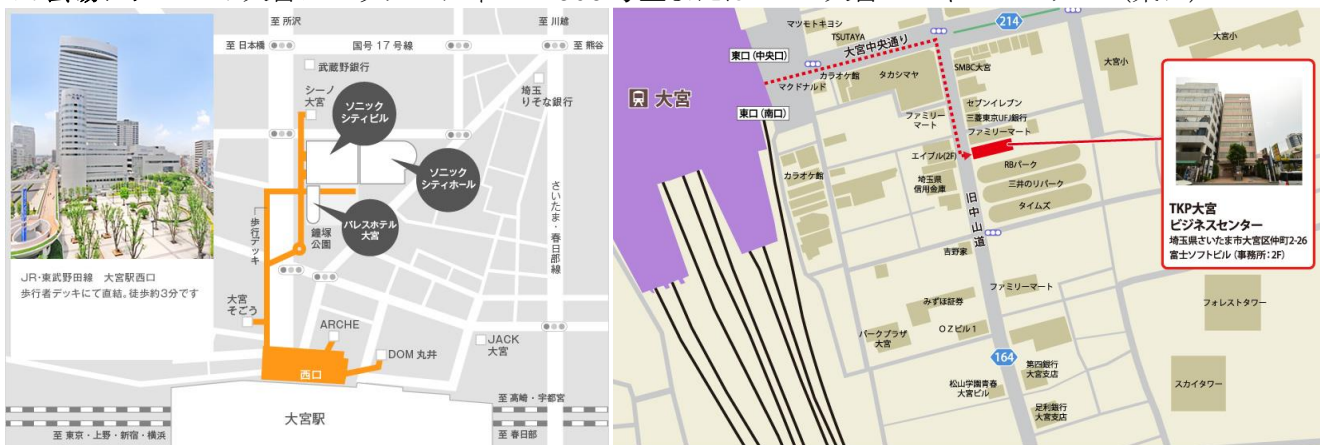 至 所沢
至 川越
至 日本橋
国号 17 号線
至 熊谷
武蔵野銀行
シーノ
大宮
ソニック
シティビル
埼玉
りそな銀行
ソニック
シティホール
パレスホテル
大宮
鐘塚
公園
歩行デッキ
さいたま・春日部線
JR・東武野田線 大宮駅西口
歩行者デッキにて直結。徒歩約3分です
大宮
そごう
ARCHE
DOM 丸井
JACK
大宮
西口
大宮駅
至 高崎・宇都宮
至 東京・上野・新宿・横浜
至 春日部
マツモトキヨシ
TSUTAYA
大宮中央通り
214
大宮小
東口(中央口)
カラオケ館
タカシマヤ
SMBC大宮
大宮小
マクドナルド
大宮
東口(南口)
セブンイレブン
三菱東京UFJ銀行
ファミリーマート
ファミリー
マート
エイブル(2F)
RBパーク
カラオケ館
埼玉県
信用金庫
三井のリパーク
タイムズ
旧中山道
TKP大宮
ビジネスセンター
埼玉県さいたま市大宮区仲町2-26
富士ソフトビル(事務所:2F)
吉野家
ファミリーマート
みずほ証券
フォレストタワー
パークプラザ
大宮
OZビル1
164
第四銀行
大宮支店
松山学園青春
大宮ビル
スカイタワー
足利銀行
大宮支店